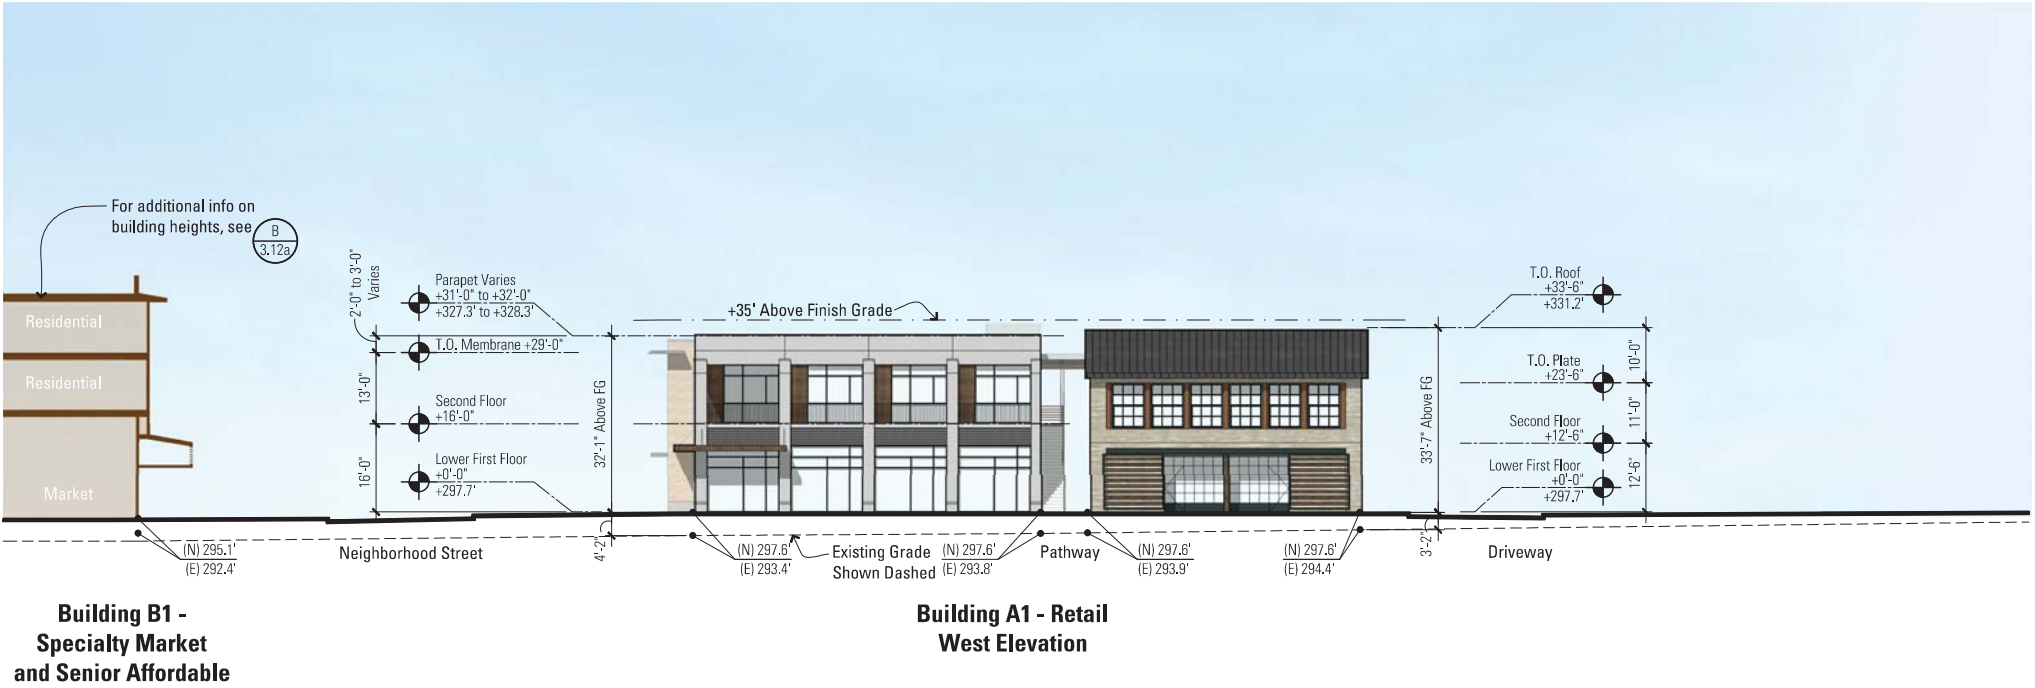 For additional info on
building heights, see
B
3.12a
Residential
Residential
Market
2'-0" to 3'-0"
Varies
13'-0"
16'-0"
Parapet Varies
+31'-0" to +32'-0"
+327.3' to +328.3'
T.O. Membrane +29'-0"
Second Floor
+16'-0"
Lower First Floor
+0'-0"
+297.7'
32'-1" Above FG
4'-2"
+35' Above Finish Grade
33'-7" Above FG
3'-2"
T.O. Roof
+33'-6"
+331.2'
T.O. Plate
+23'-6"
Second Floor
+12'-6"
Lower First Floor
+0'-0"
+297.7'
10'-0"
11'-0"
12'-6"
(N) 295.1'
(E) 292.4'
Neighborhood Street
(N) 297.6'
(E) 293.4'
Existing Grade
Shown Dashed
(N) 297.6'
(E) 293.8'
Pathway
(N) 297.6'
(E) 293.9'
(N) 297.6'
(E) 294.4'
Driveway
Building B1 -
Specialty Market
and Senior Affordable
Building A1 - Retail
West Elevation